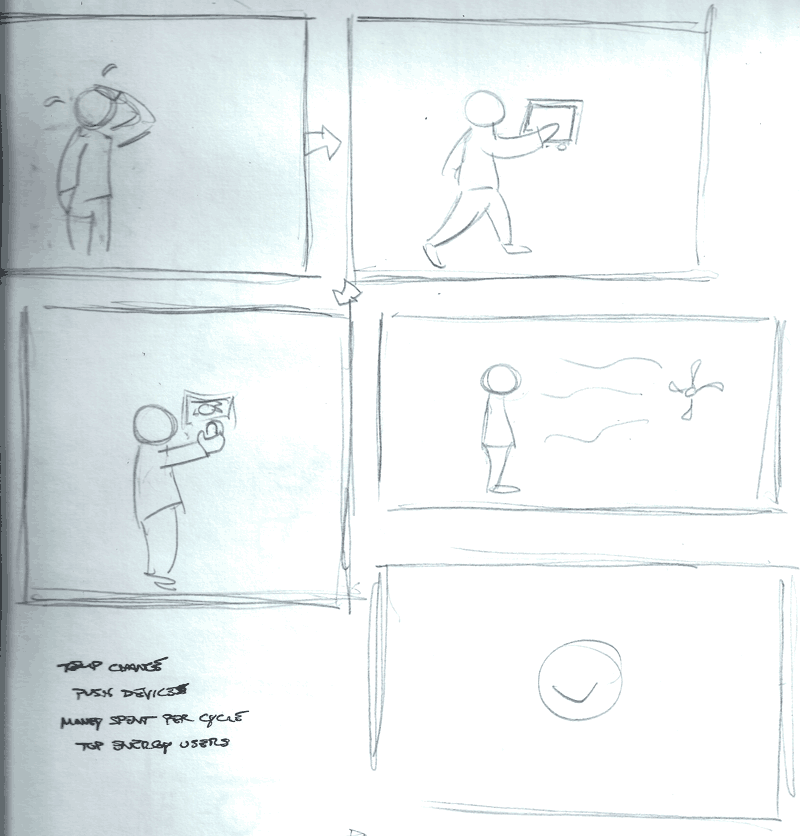 TEMP CHANGE
PUSH DEVICES
MONEY SPENT PER CYCLE
TOP ENERGY USERS